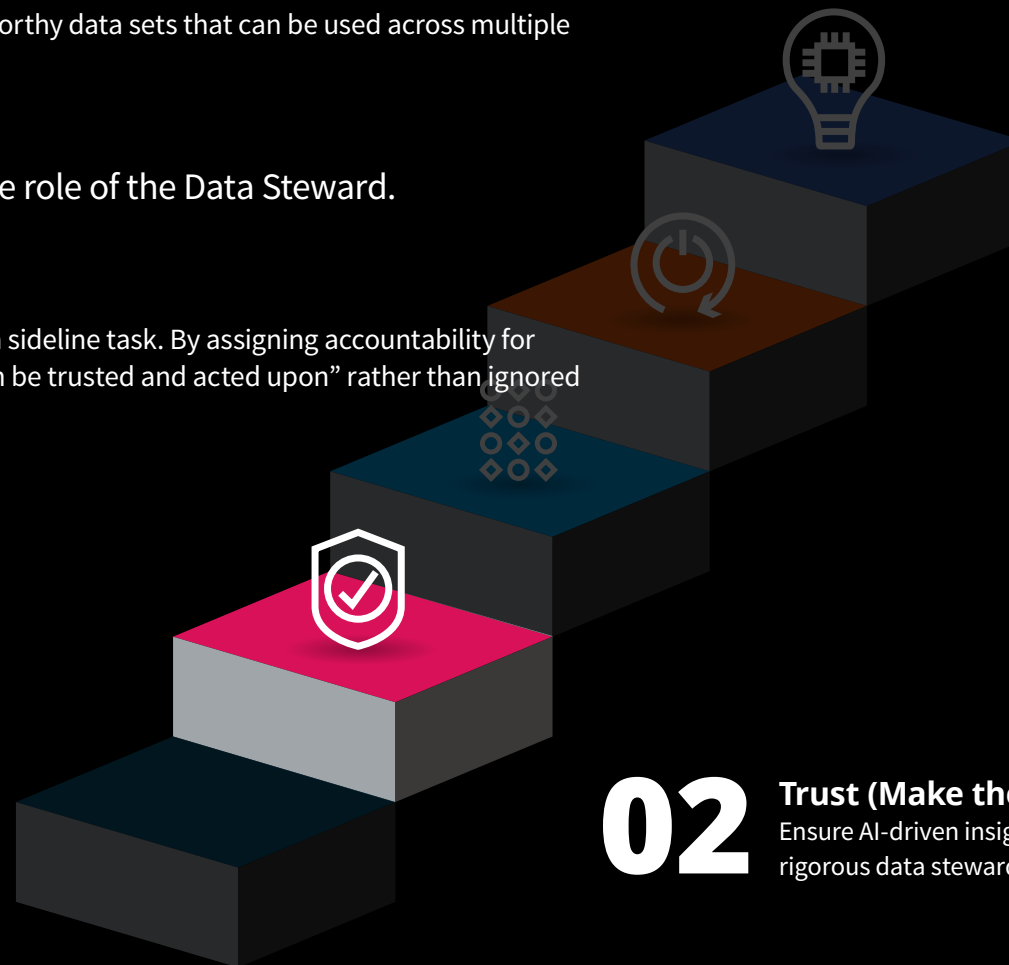 orthy data sets that can be used across multiple
e role of the Data Steward.
sideline task. By assigning accountability for
be trusted and acted upon” rather than ignored
02
Trust (Make the
Ensure AI-driven insig
rigorous data steward